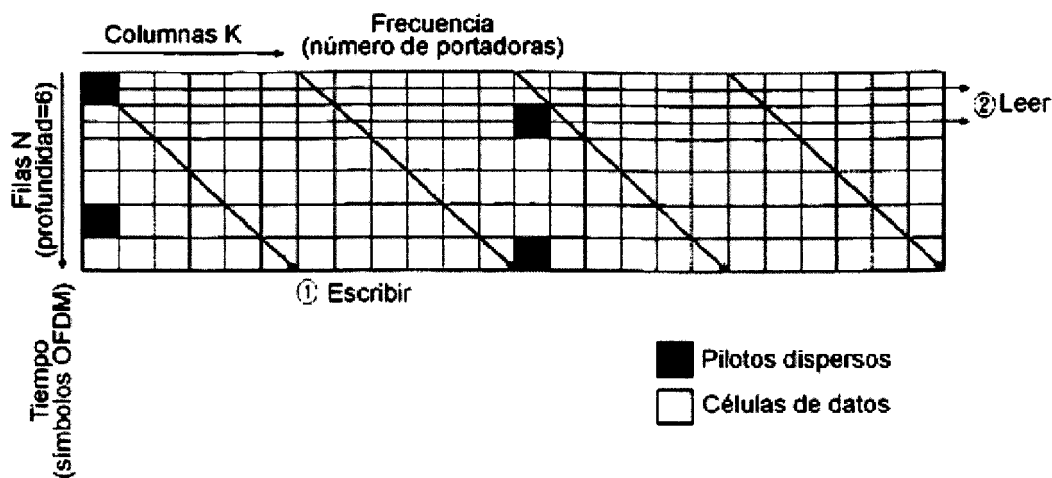 Columnas K
Frecuencia
(número de portadoras)
Filas N
(profundidad=6)
② Leer
① Escribir
Tiempo
(símbolos OFDM)
Pilotos dispersos
Células de datos